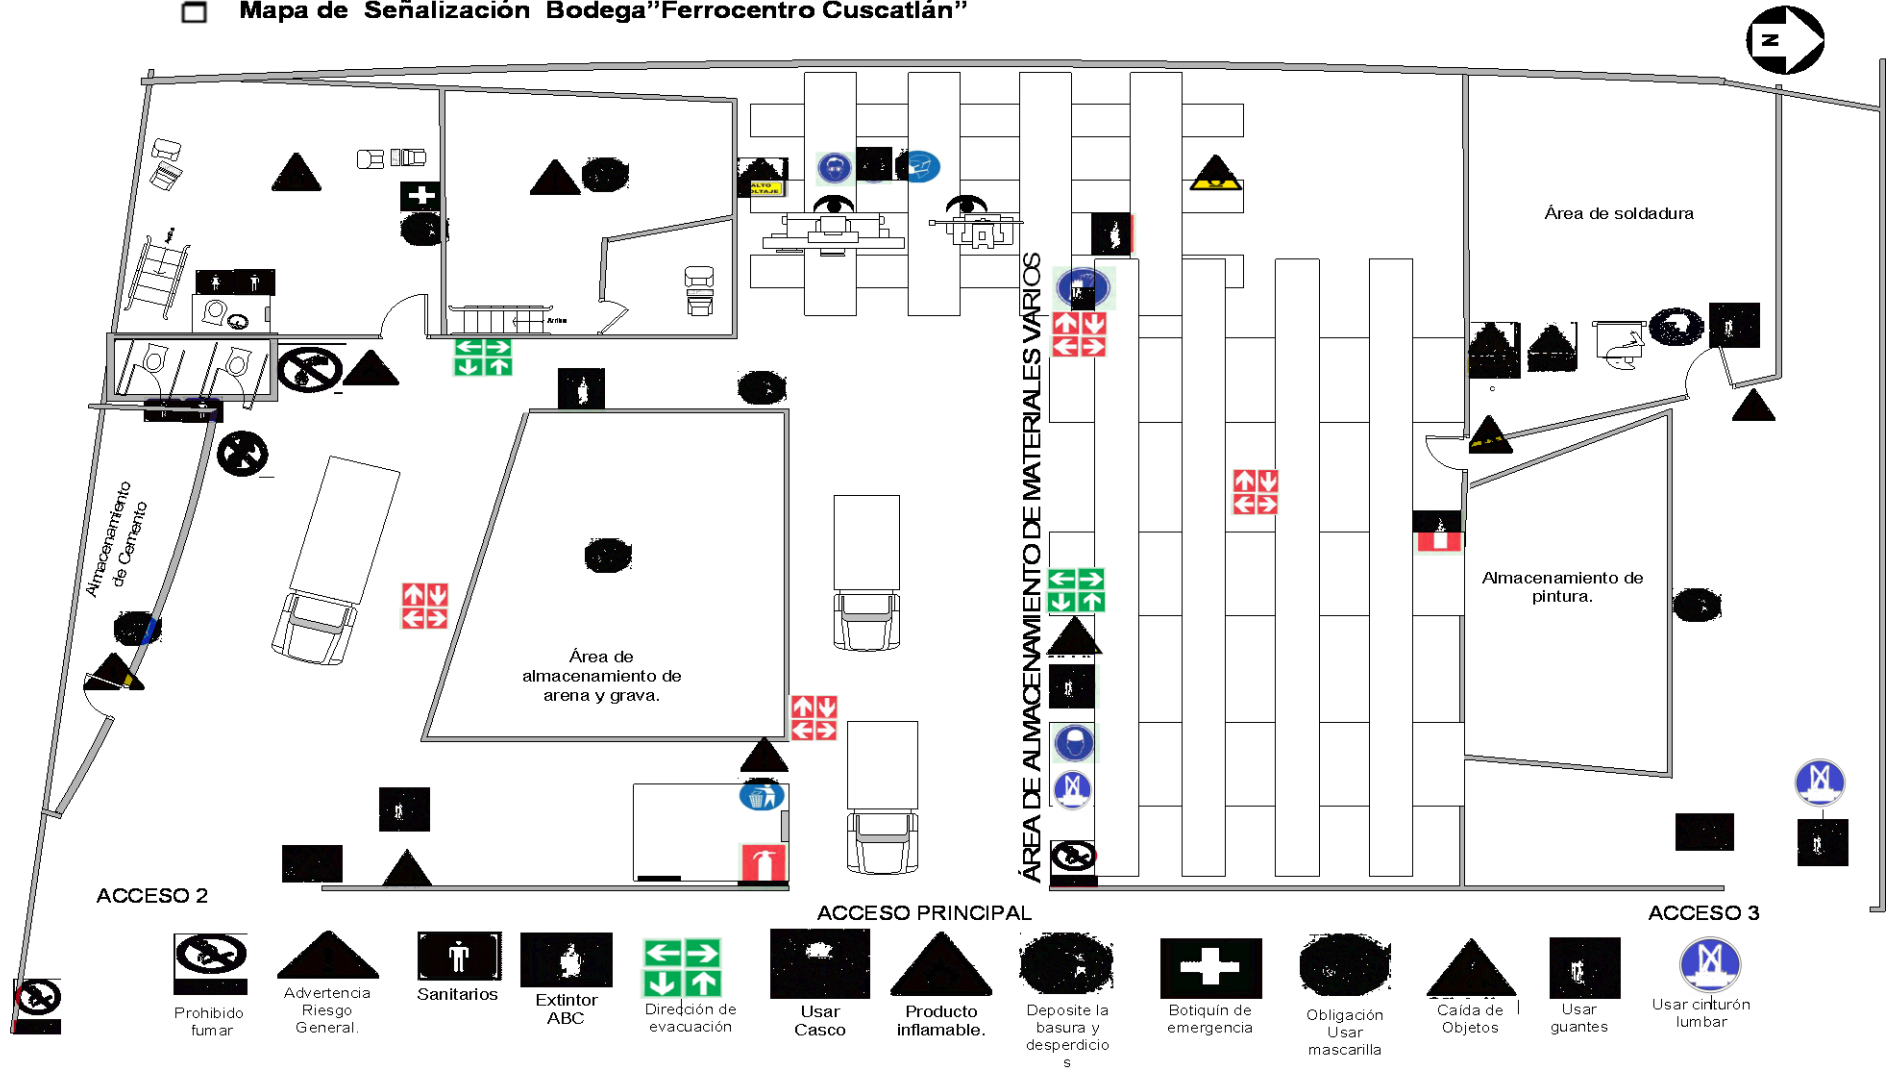 Mapa de Señalización Bodega”Ferrocentro Cuscatlán”
N
ALTO
Área de soldadura
Arriba
ÁREA DE ALMACENAMIENTO DE MATERIALES VARIOS
Almacenamiento
de Cemento
Almacenamiento de
pintura.
Área de
almacenamiento de
arena y grava.
ACCESO 2
ACCESO PRINCIPAL
ACCESO 3
Prohibido
fumar
Advertencia
Riesgo
General.
Sanitarios
Extintor
ABC
Dirección de
evacuación
Usar
Casco
Producto
inflamable.
Deposite la
basura y
desperdicio
s
Botiquín de
emergencia
Obligación
Usar
mascarilla
Caída de
Objetos
Usar
guantes
Usar cinturón
lumbar